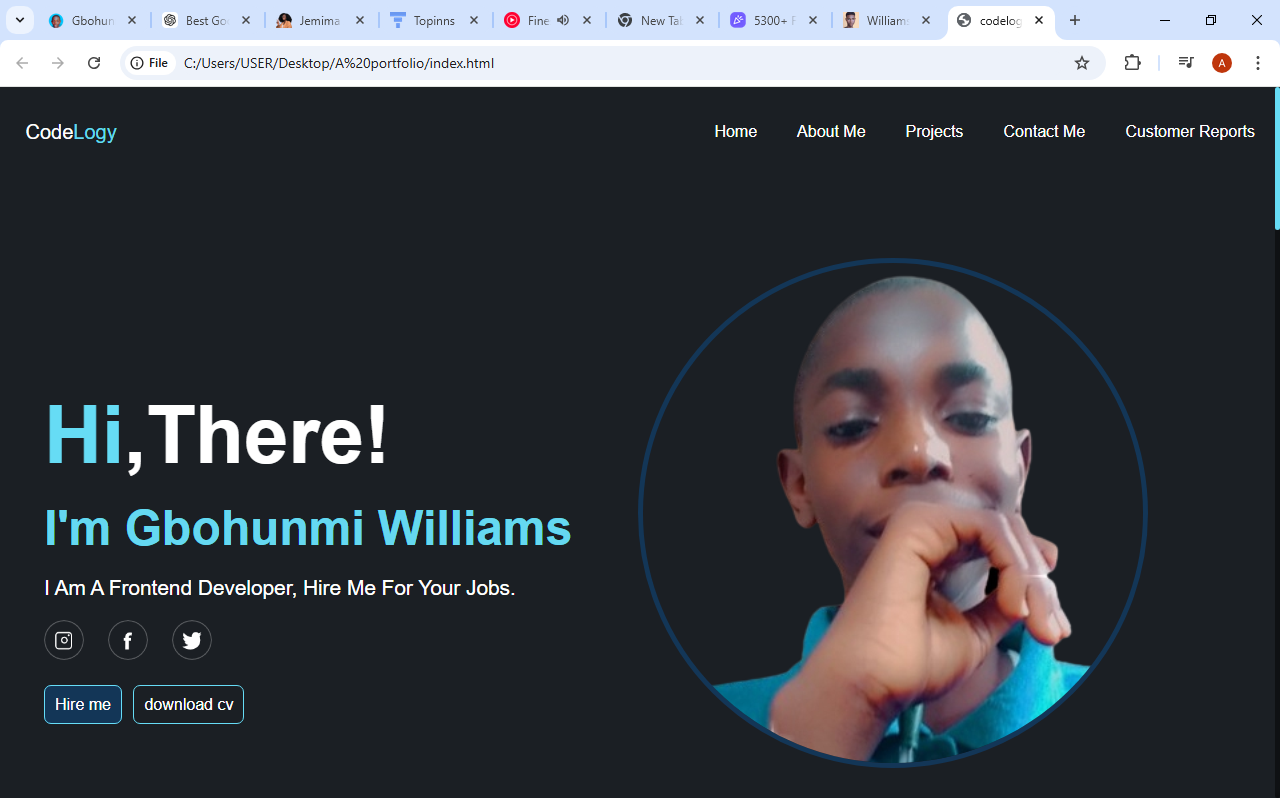 Gbohun
Best Go
Jemima
Topinns
Fine
New Tab
5300+ F
Williams
codelog
File
C:/Users/USER/Desktop/A%20portfolio/index.html
A
CodeLogy
Home
About Me
Projects
Contact Me
Customer Reports
Hi,There!
I'm Gbohunmi Williams
I Am A Frontend Developer, Hire Me For Your Jobs.
Hire me
download cv